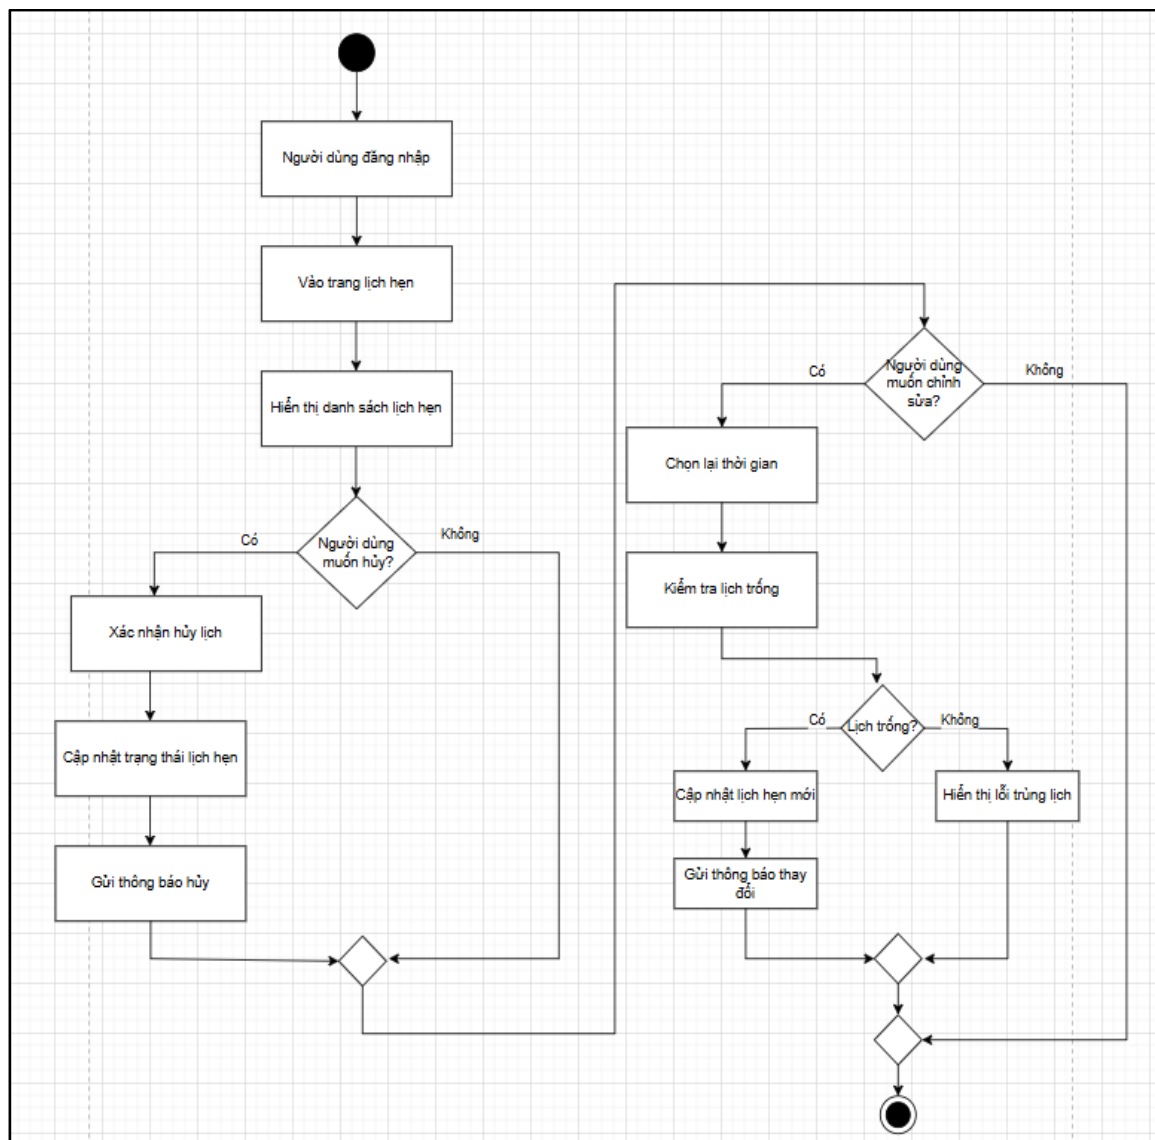 Người dùng đăng nhập
Vào trang lịch hẹn
Hiển thị danh sách lịch hẹn
Người dùng
muốn hủy?
Có
Không
Xác nhận hủy lịch
Cập nhật trạng thái lịch hẹn
Gửi thông báo hủy
Người dùng
muốn chỉnh
sửa?
Có
Không
Chọn lại thời gian
Kiểm tra lịch trống
Lịch trống?
Có
Không
Cập nhật lịch hẹn mới
Hiển thị lỗi trùng lịch
Gửi thông báo thay
đổi